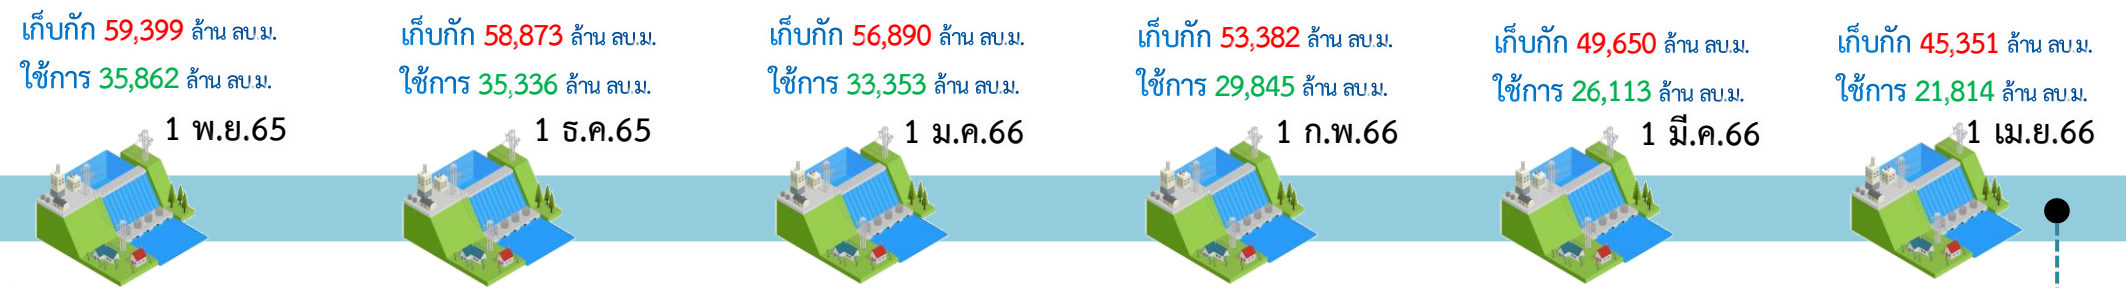 เก็บกัก 59,399 ล้าน ลบ.ม.
ใช้การ 35,862 ล้าน ลบ.ม.
1 พ.ย.65
เก็บกัก 58,873 ล้าน ลบ.ม.
ใช้การ 35,336 ล้าน ลบ.ม.
1 ธ.ค.65
เก็บกัก 56,890 ล้าน ลบ.ม.
ใช้การ 33,353 ล้าน ลบ.ม.
1 ม.ค.66
เก็บกัก 53,382 ล้าน ลบ.ม.
ใช้การ 29,845 ล้าน ลบ.ม.
1 ก.พ.66
เก็บกัก 49,650 ล้าน ลบ.ม.
ใช้การ 26,113 ล้าน ลบ.ม.
1 มี.ค.66
เก็บกัก 45,351 ล้าน ลบ.ม.
ใช้การ 21,814 ล้าน ลบ.ม.
1 เม.ย.66